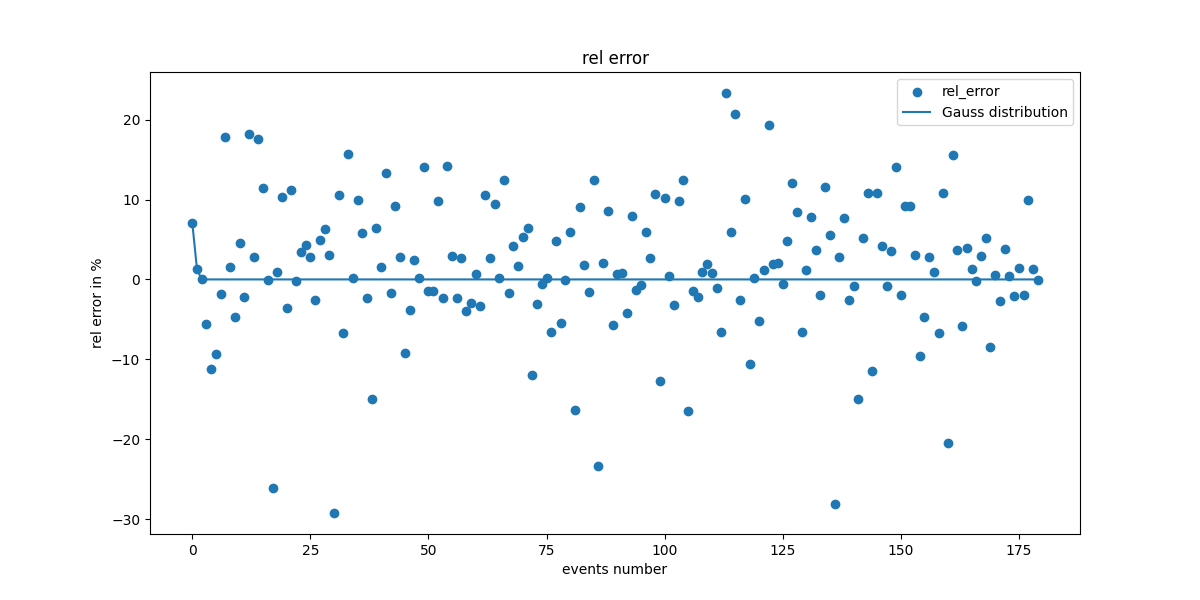 rel error
rel_error
Gauss distribution
rel error in %
20
10
0
−10
−20
−30
0
25
50
75
100
125
150
175
events number